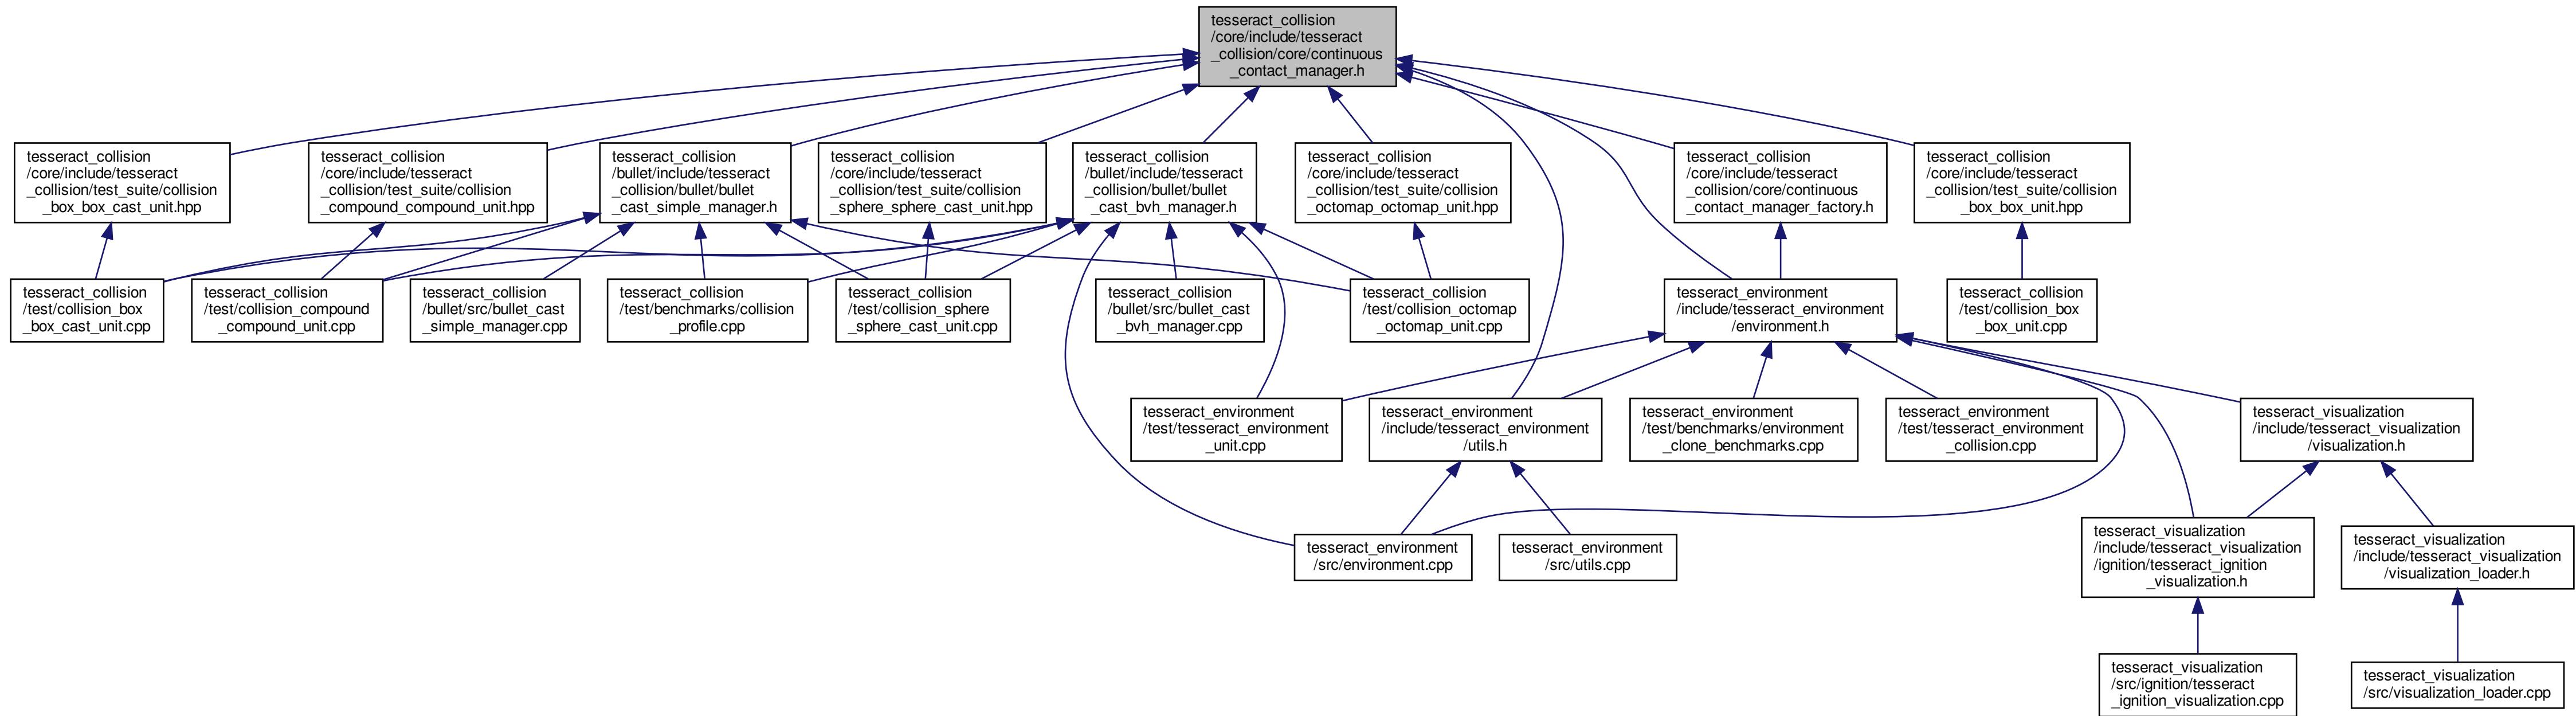 tesseract_collision
/core/include/tesseract
_collision/core/continuous
_contact_manager.h
tesseract_collision
/core/include/tesseract
_collision/test_suite/collision
_box_box_cast_unit.hpp
tesseract_collision
/core/include/tesseract
_collision/test_suite/collision
_compound_compound_unit.hpp
tesseract_collision
/bullet/include/tesseract
_collision/bullet/bullet
_cast_simple_manager.h
tesseract_collision
/core/include/tesseract
_collision/test_suite/collision
_sphere_sphere_cast_unit.hpp
tesseract_collision
/bullet/include/tesseract
_collision/bullet/bullet
_cast_bvh_manager.h
tesseract_collision
/core/include/tesseract
_collision/test_suite/collision
_octomap_octomap_unit.hpp
tesseract_collision
/core/include/tesseract
_collision/core/continuous
_contact_manager_factory.h
tesseract_collision
/core/include/tesseract
_collision/test_suite/collision
_box_box_unit.hpp
tesseract_collision
/test/collision_box
_box_cast_unit.cpp
tesseract_collision
/test/collision_compound
_compound_unit.cpp
tesseract_collision
/bullet/src/bullet_cast
_simple_manager.cpp
tesseract_collision
/test/benchmarks/collision
_profile.cpp
tesseract_collision
/test/collision_sphere
_sphere_cast_unit.cpp
tesseract_collision
/bullet/src/bullet_cast
_bvh_manager.cpp
tesseract_collision
/test/collision_octomap
_octomap_unit.cpp
tesseract_environment
/include/tesseract_environment
/environment.h
tesseract_collision
/test/collision_box
_box_unit.cpp
tesseract_environment
/test/tesseract_environment
_unit.cpp
tesseract_environment
/include/tesseract_environment
/utils.h
tesseract_environment
/test/benchmarks/environment
_clone_benchmarks.cpp
tesseract_environment
/test/tesseract_environment
_collision.cpp
tesseract_visualization
/include/tesseract_visualization
/visualization.h
tesseract_environment
/src/environment.cpp
tesseract_environment
/src/utils.cpp
tesseract_visualization
/include/tesseract_visualization
/ignition/tesseract_ignition
_visualization.h
tesseract_visualization
/include/tesseract_visualization
/visualization_loader.h
tesseract_visualization
/src/ignition/tesseract
_ignition_visualization.cpp
tesseract_visualization
/src/visualization_loader.cpp